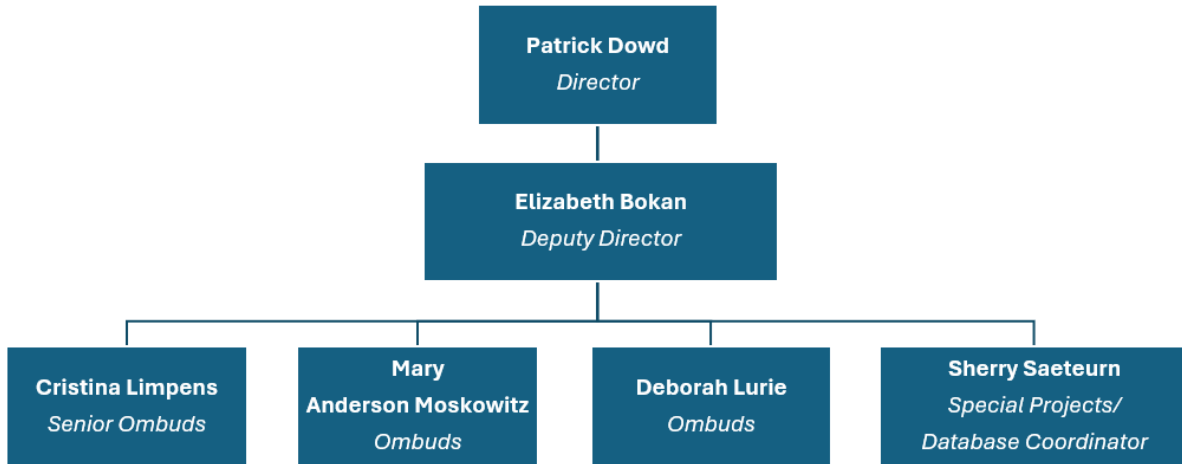 Patrick Dowd
Director
Elizabeth Bokan
Deputy Director
Cristina Limpens
Senior Ombuds
Mary
Anderson Moskowitz
Ombuds
Deborah Lurie
Ombuds
Sherry Saeteurn
Special Projects/
Database Coordinator